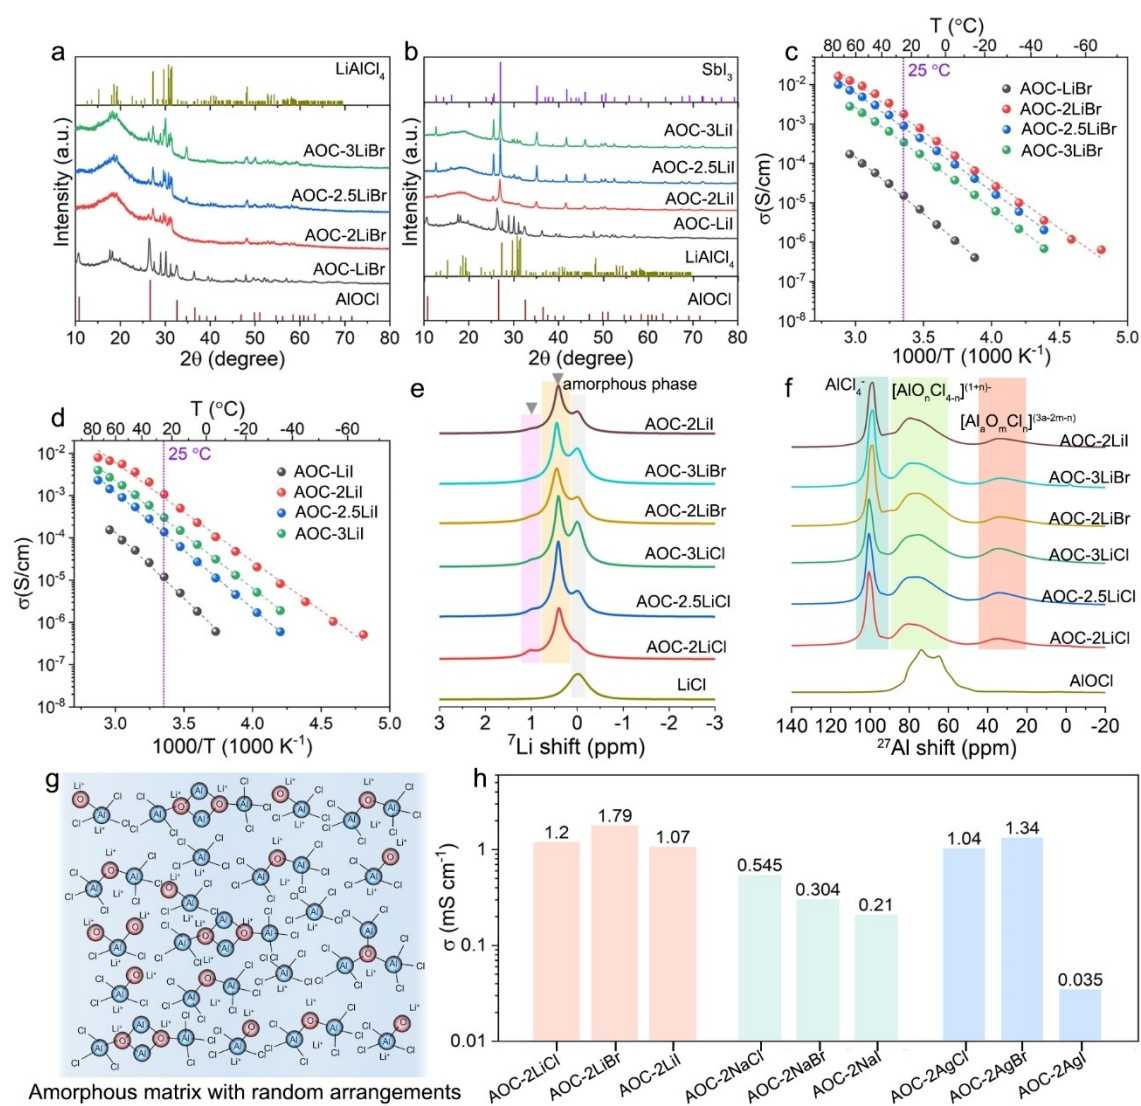 a
LiAlCl4
AOC-3LiBr
AOC-2.5LiBr
AOC-2LiBr
AOC-LiBr
AlOCl
Intensity (a.u.)
10 20 30 40 50 60 70 80
2θ (degree)
b
SbI3
AOC-3LiI
AOC-2.5LiI
AOC-2LiI
AOC-LiI
LiAlCl4
AlOCl
Intensity (a.u.)
10 20 30 40 50 60 70 80
2θ (degree)
c
T (°C)
80 60 40 20 0 -20 -40 -60
25 °C
AOC-LiBr
AOC-2LiBr
AOC-2.5LiBr
AOC-3LiBr
σ(S/cm)
10-2
10-3
10-4
10-5
10-6
10-7
10-8
3.0 3.5 4.0 4.5 5.0
1000/T (1000 K-1)
d
T (°C)
80 60 40 20 0 -20 -40 -60
25 °C
AOC-LiI
AOC-2LiI
AOC-2.5LiI
AOC-3LiI
σ(S/cm)
10-2
10-3
10-4
10-5
10-6
10-7
10-8
3.0 3.5 4.0 4.5 5.0
1000/T (1000 K-1)
e
amorphous phase
AOC-2LiI
AOC-3LiBr
AOC-2LiBr
AOC-3LiCl
AOC-2.5LiCl
AOC-2LiCl
LiCl
3 2 1 0 -1 -2 -3
7Li shift (ppm)
f
AlCl4-
[AlOnCl4-n](1+n)-
[AlaOmCln](3a-2m-n)
AOC-2LiI
AOC-3LiBr
AOC-2LiBr
AOC-3LiCl
AOC-2.5LiCl
AOC-2LiCl
AlOCl
140 120 100 80 60 40 20 0 -20
27Al shift (ppm)
g
Amorphous matrix with random arrangements
h
σ (mS cm-1)
1
0.1
0.01
1.2
1.79
1.07
0.545
0.304
0.21
1.04
1.34
0.035
AOC-2LiCl
AOC-2LiBr
AOC-2LiI
AOC-2NaCl
AOC-2NaBr
AOC-2NaI
AOC-2AgCl
AOC-2AgBr
AOC-2AgI